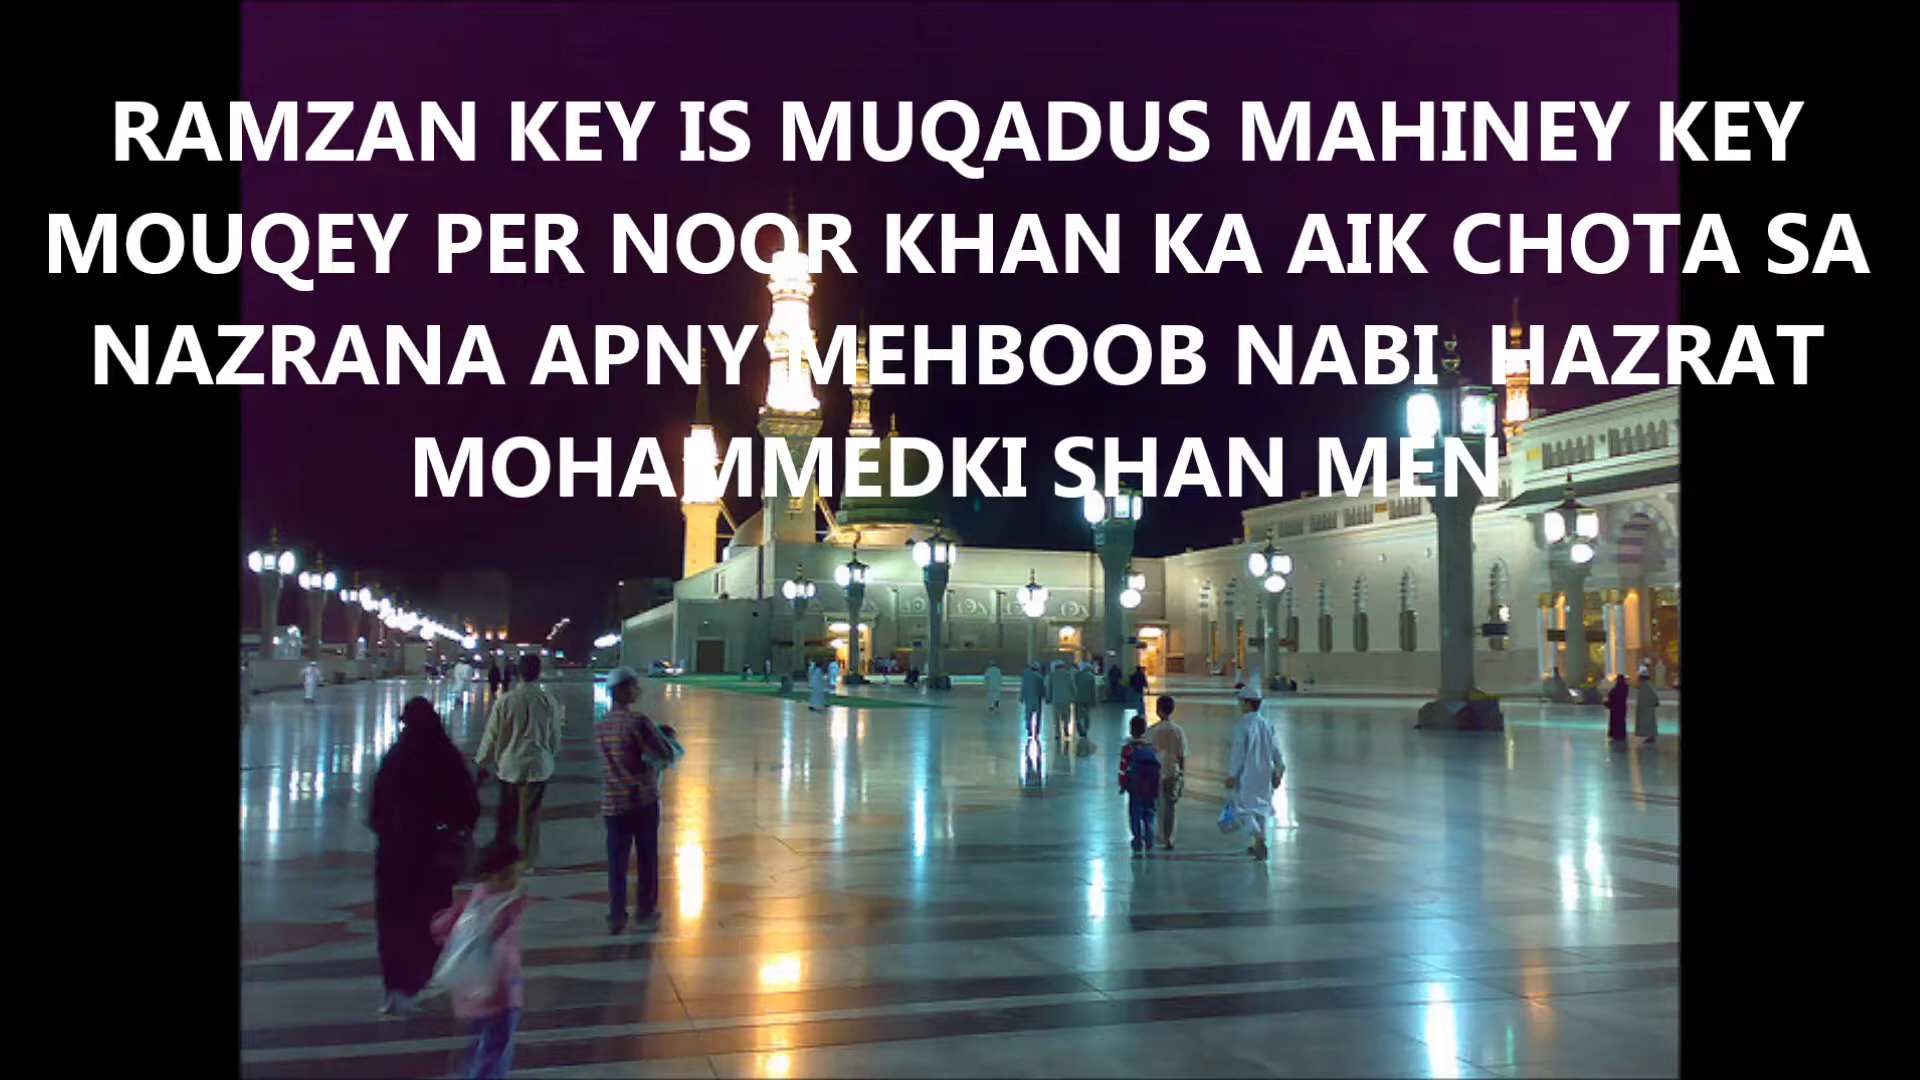 RAMZAN KEY IS MUQADUS MAHINEY KEY
MOUQEY PER NOOR KHAN KA AIK CHOTA SA
NAZRANA APNY MEHBOOB NABI  HAZRAT
MOHAMMEDKI SHAN MEN